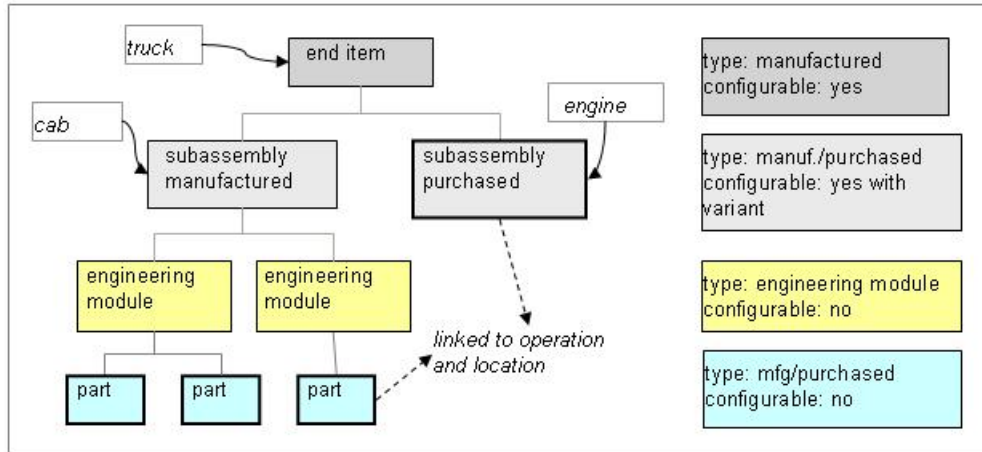 truck
end item
type: manufactured
configurable: yes
cab
engine
subassembly
manufactured
subassembly
purchased
type: manuf./purchased
configurable: yes with
variant
engineering
module
engineering
module
type: engineering module
configurable: no
linked to operation
and location
part
part
part
type: mfg/purchased
configurable: no